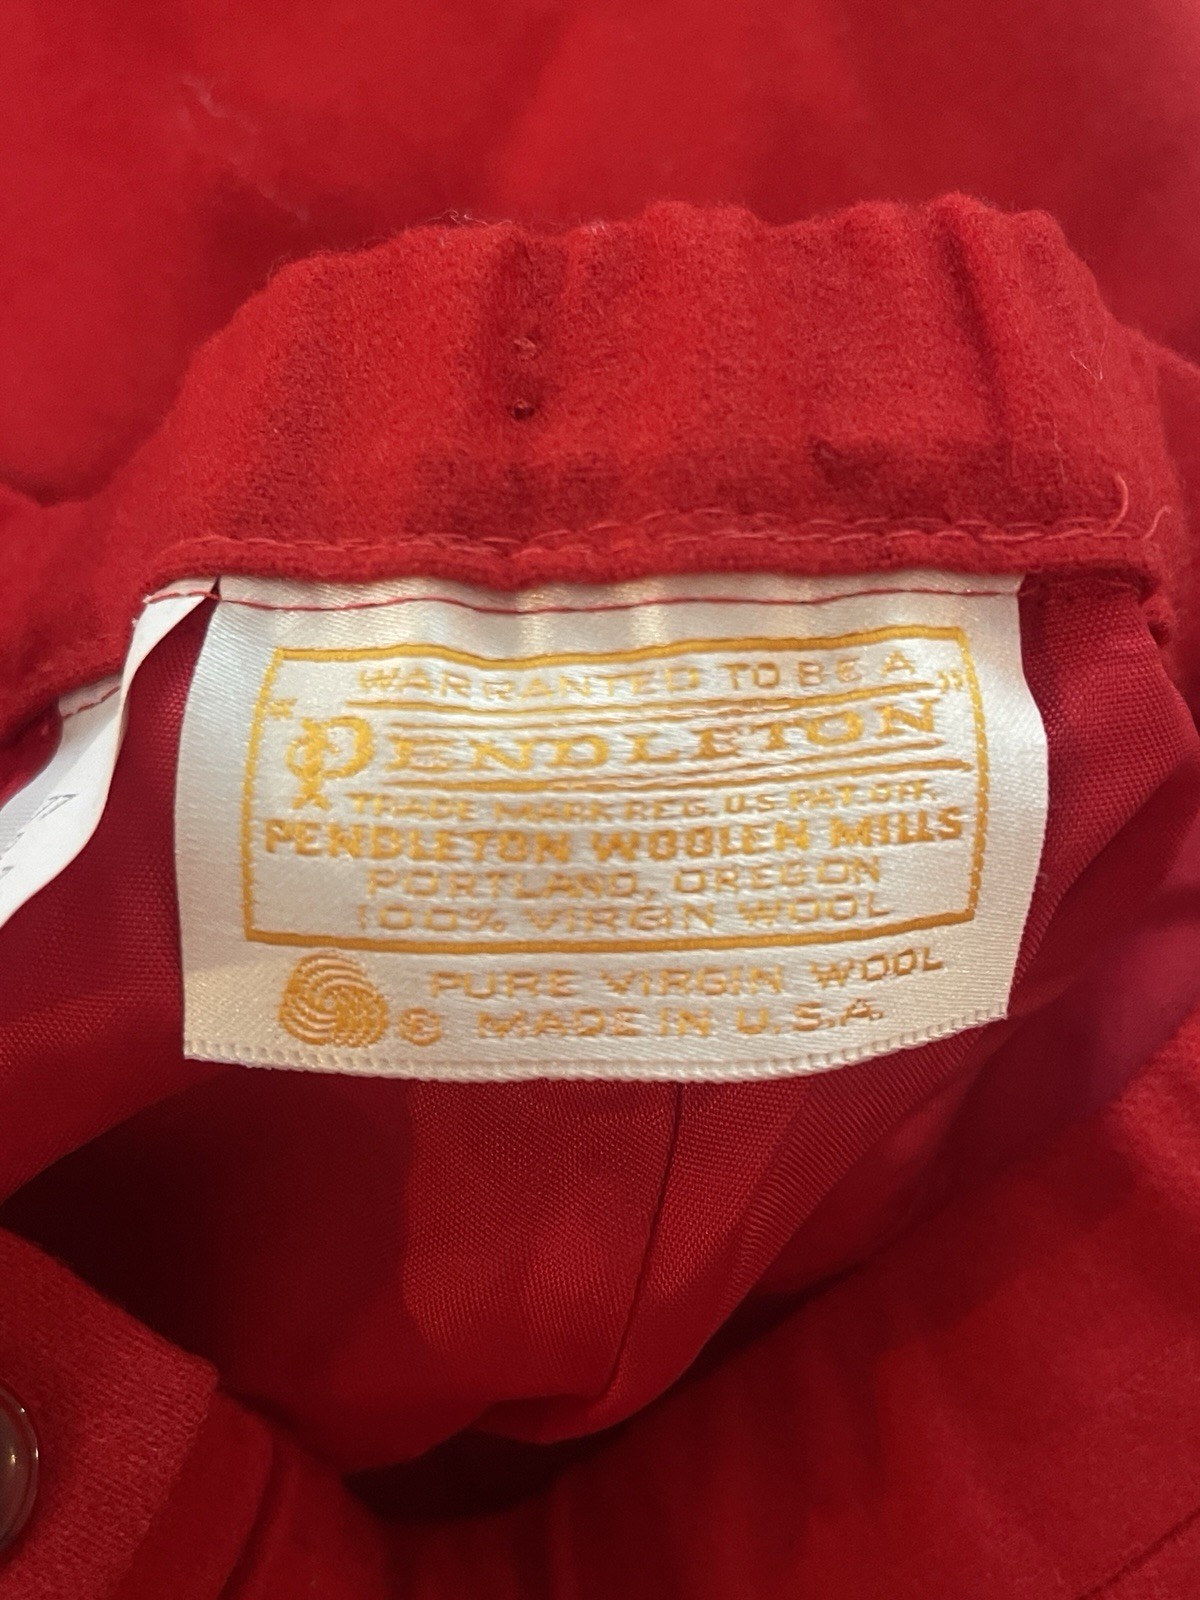 WARRANTED TO BE A
"PENDLETON"
TRADE MARK REG. U.S. PAT. OFF.
PENDLETON WOOLEN MILLS
PORTLAND, OREGON
100% VIRGIN WOOL
PURE VIRGIN WOOL
© MADE IN U.S.A.